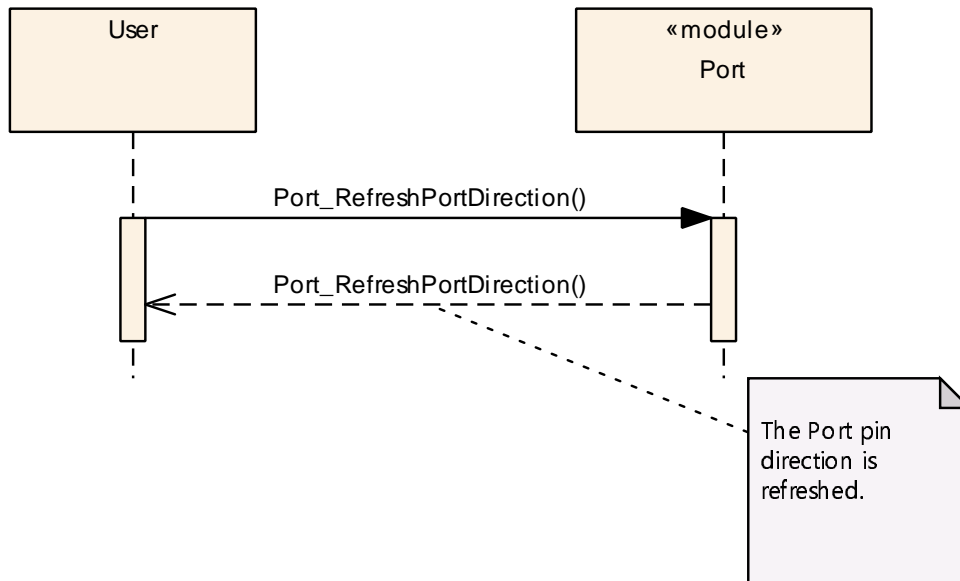 User
«module»
Port
Port_RefreshPortDirection()
Port_RefreshPortDirection()
The Port pin
direction is
refreshed.